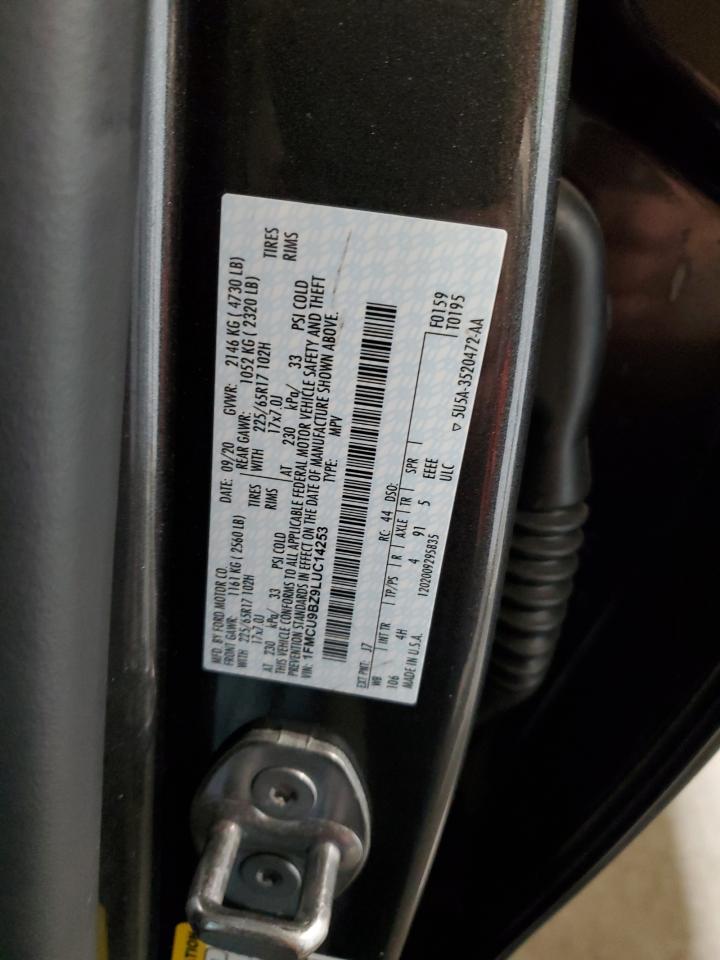 MFD. BY FORD MOTOR CO. DATE: 09/20 GVWR: 2146 KG ( 4730 LB)
FRONT GAWR: 1161 KG ( 2560 LB) REAR GAWR: 1052 KG ( 2320 LB)
WITH 225/65R17 102H TIRES WITH 225/65R17 102H TIRES
17x7.0J RIMS 17x7.0J RIMS
AT 230 kPa/ 33 PSI COLD AT 230 kPa/ 33 PSI COLD
THIS VEHICLE CONFORMS TO ALL APPLICABLE FEDERAL MOTOR VEHICLE SAFETY AND THEFT
PREVENTION STANDARDS IN EFFECT ON THE DATE OF MANUFACTURE SHOWN ABOVE.
VIN: 1FMCU9BZ9LUC14253 TYPE: MPV
EXT PNT: J7 RC: 44 DSO: F0159
WB INT TR TP/PS R AXLE TR SPR T0195
106 4H 4 91 5 EEEE
MADE IN U.S.A. 1202009295835 ULC ▽ 5U5A-3520472-AA
TION